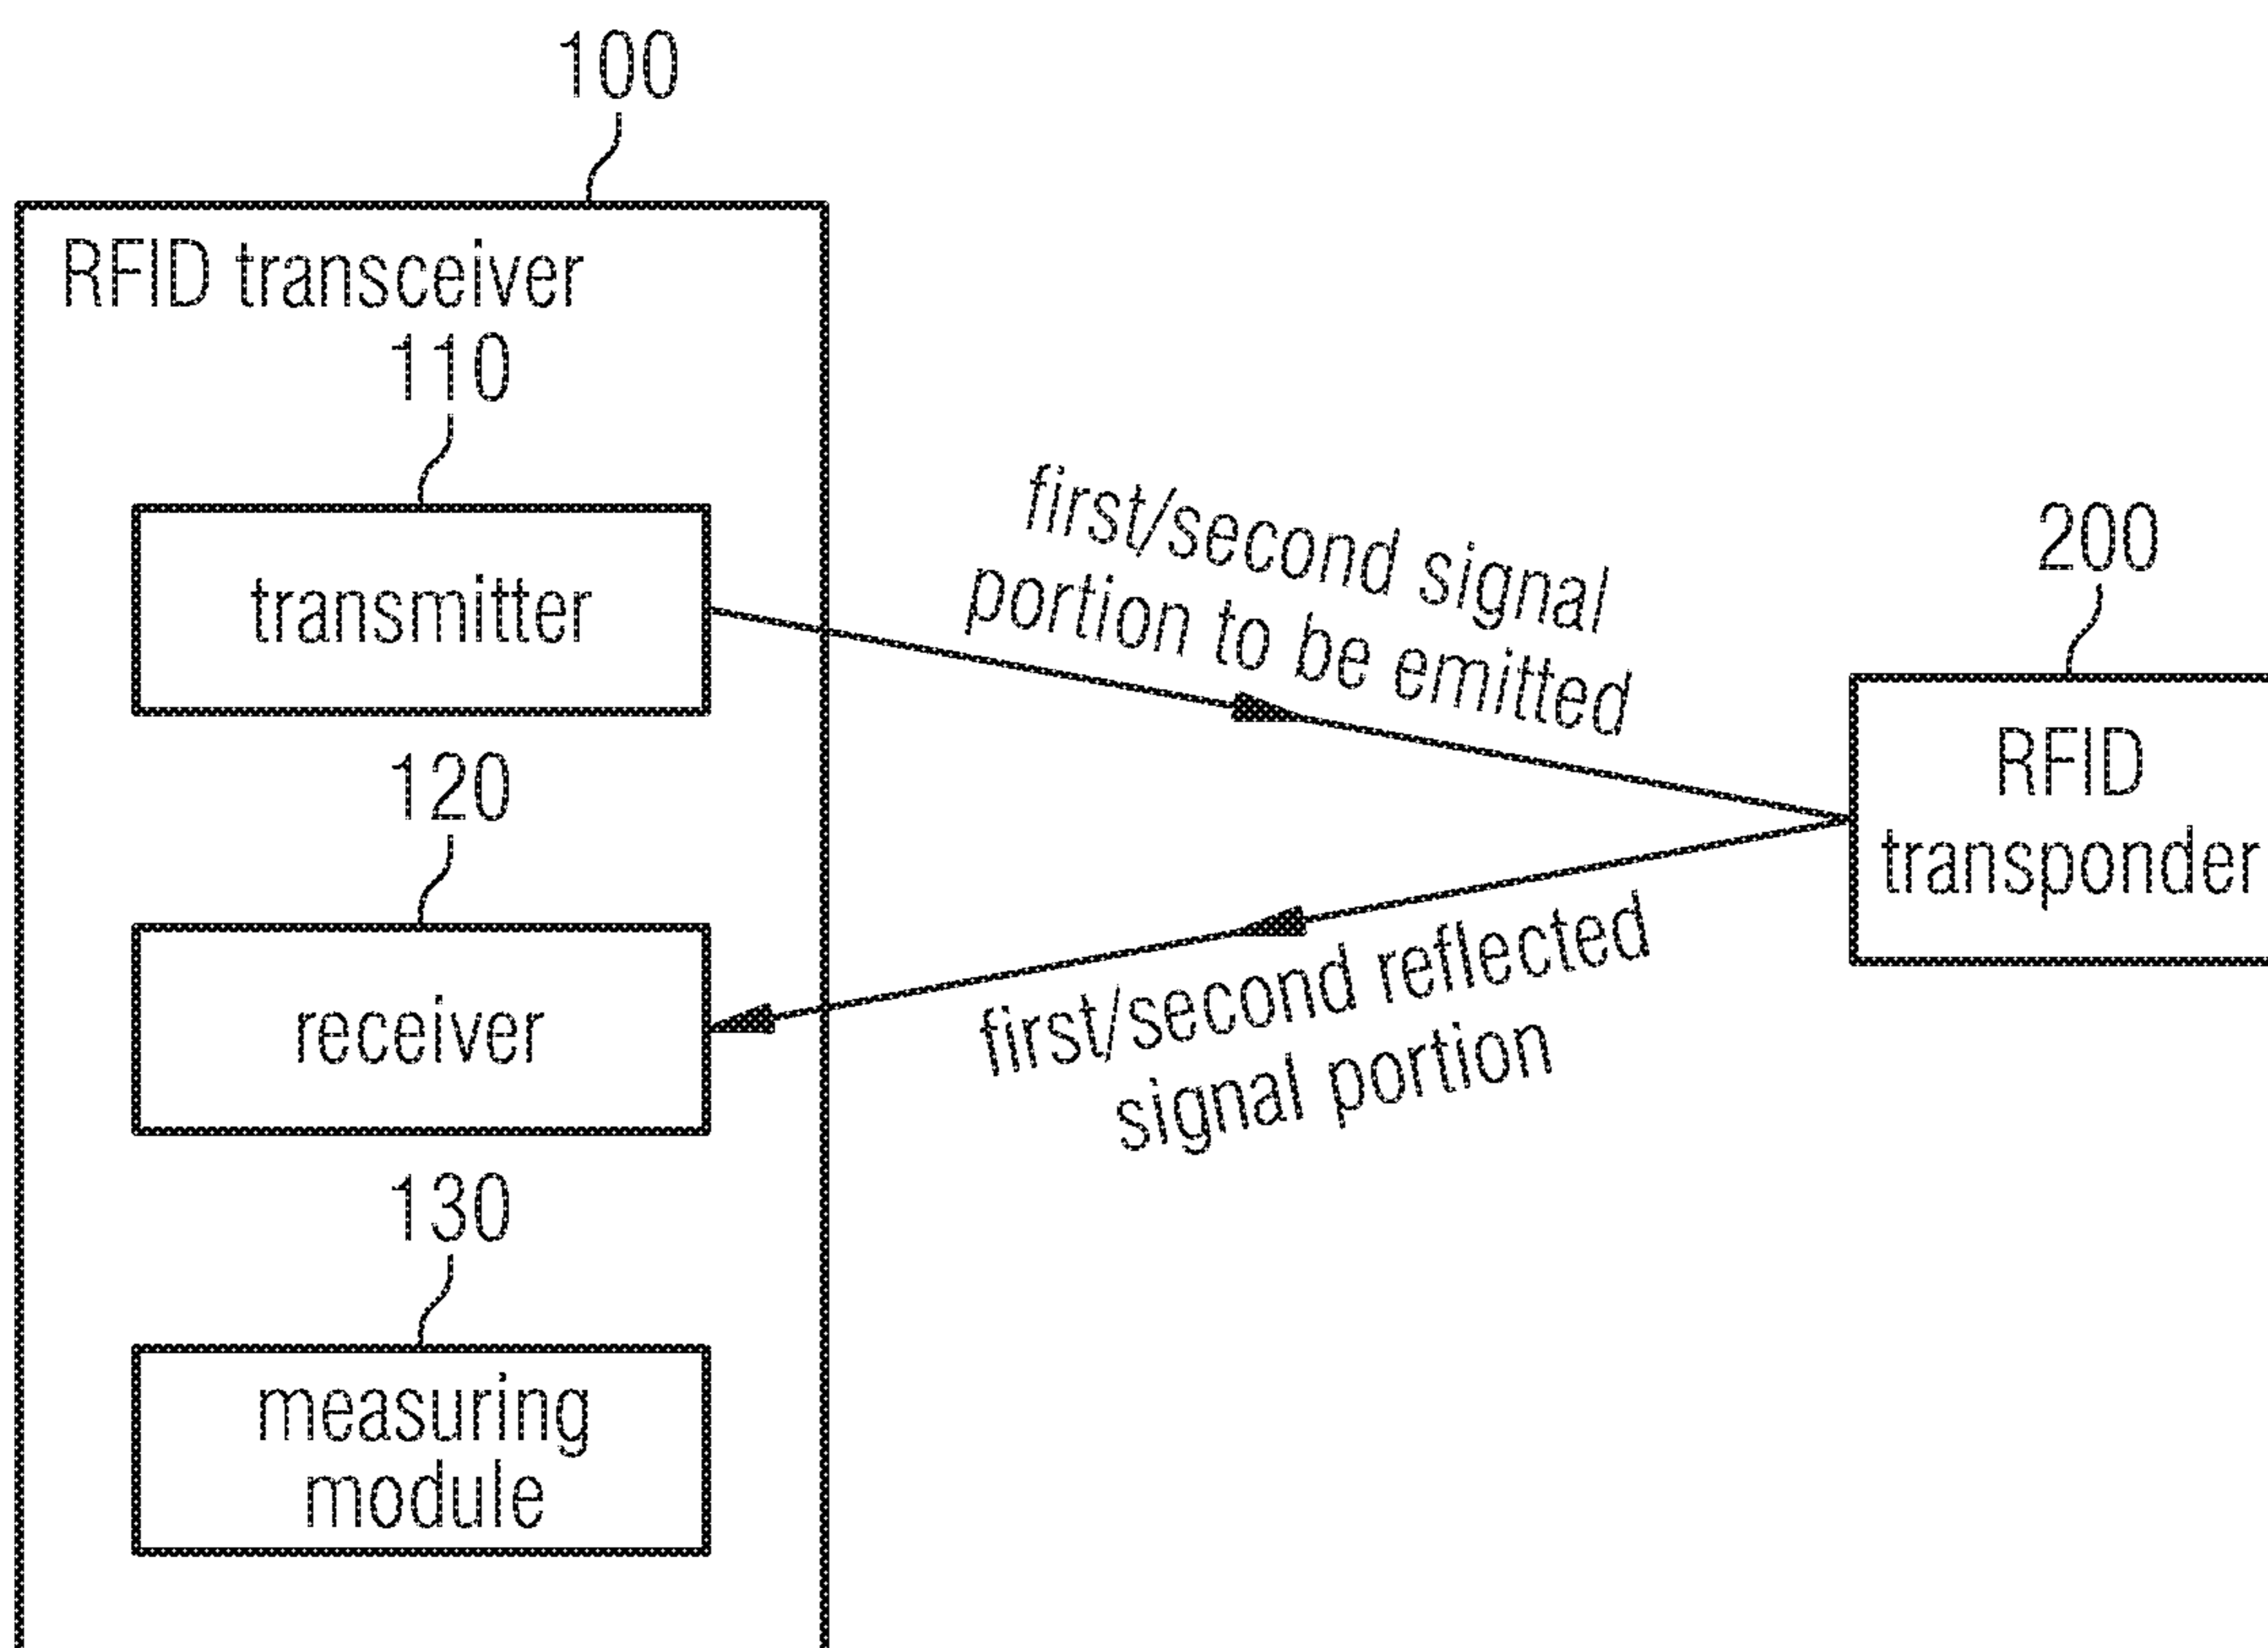 100
RFID transceiver
110
transmitter
first/second signal
portion to be emitted
200
RFID
transponder
120
receiver
first/second reflected
signal portion
130
measuring
module